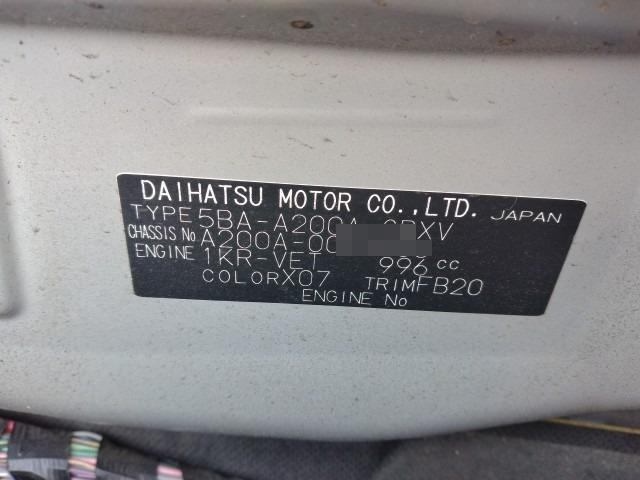 DAIHATSU MOTOR CO.,LTD. JAPAN
TYPE 5BA-A200A-GBXV
CHASSIS No A200A-00
ENGINE 1KR-VET 996 cc
COLOR X07 TRIM FB20
ENGINE No